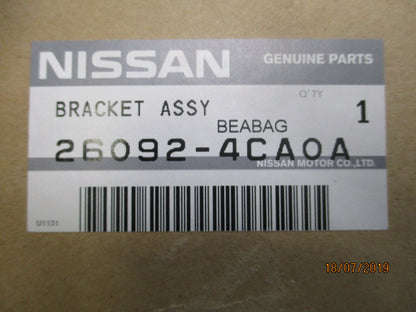 NISSAN
GENUINE PARTS
BRACKET ASSY
Q'TY
1
BEABAG
26092-4CA0A
NISSAN MOTOR CO.,LTD.
U1131
18/07/2019